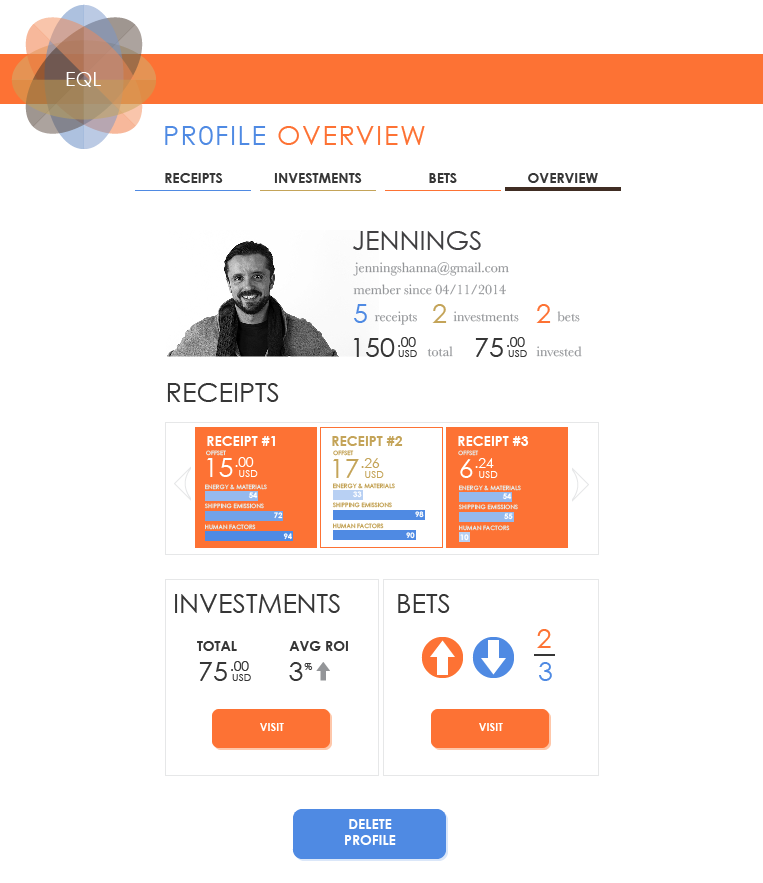 EQL
PR0FILE OVERVIEW
RECEIPTS INVESTMENTS BETS OVERVIEW
JENNINGS
jenningshanna@gmail.com
member since 04/11/2014
5 receipts 2 investments 2 bets
150.00 USD total 75.00 USD invested
RECEIPTS
RECEIPT #1
OFFSET
15.00 USD
ENERGY & MATERIALS
54
SHIPPING EMISSIONS
72
HUMAN FACTORS
94
RECEIPT #2
OFFSET
17.26 USD
ENERGY & MATERIALS
33
SHIPPING EMISSIONS
98
HUMAN FACTORS
90
RECEIPT #3
OFFSET
6.24 USD
ENERGY & MATERIALS
54
SHIPPING EMISSIONS
55
HUMAN FACTORS
10
INVESTMENTS
TOTAL AVG ROI
75.00 USD 3%
VISIT
BETS
2
3
VISIT
DELETE
PROFILE